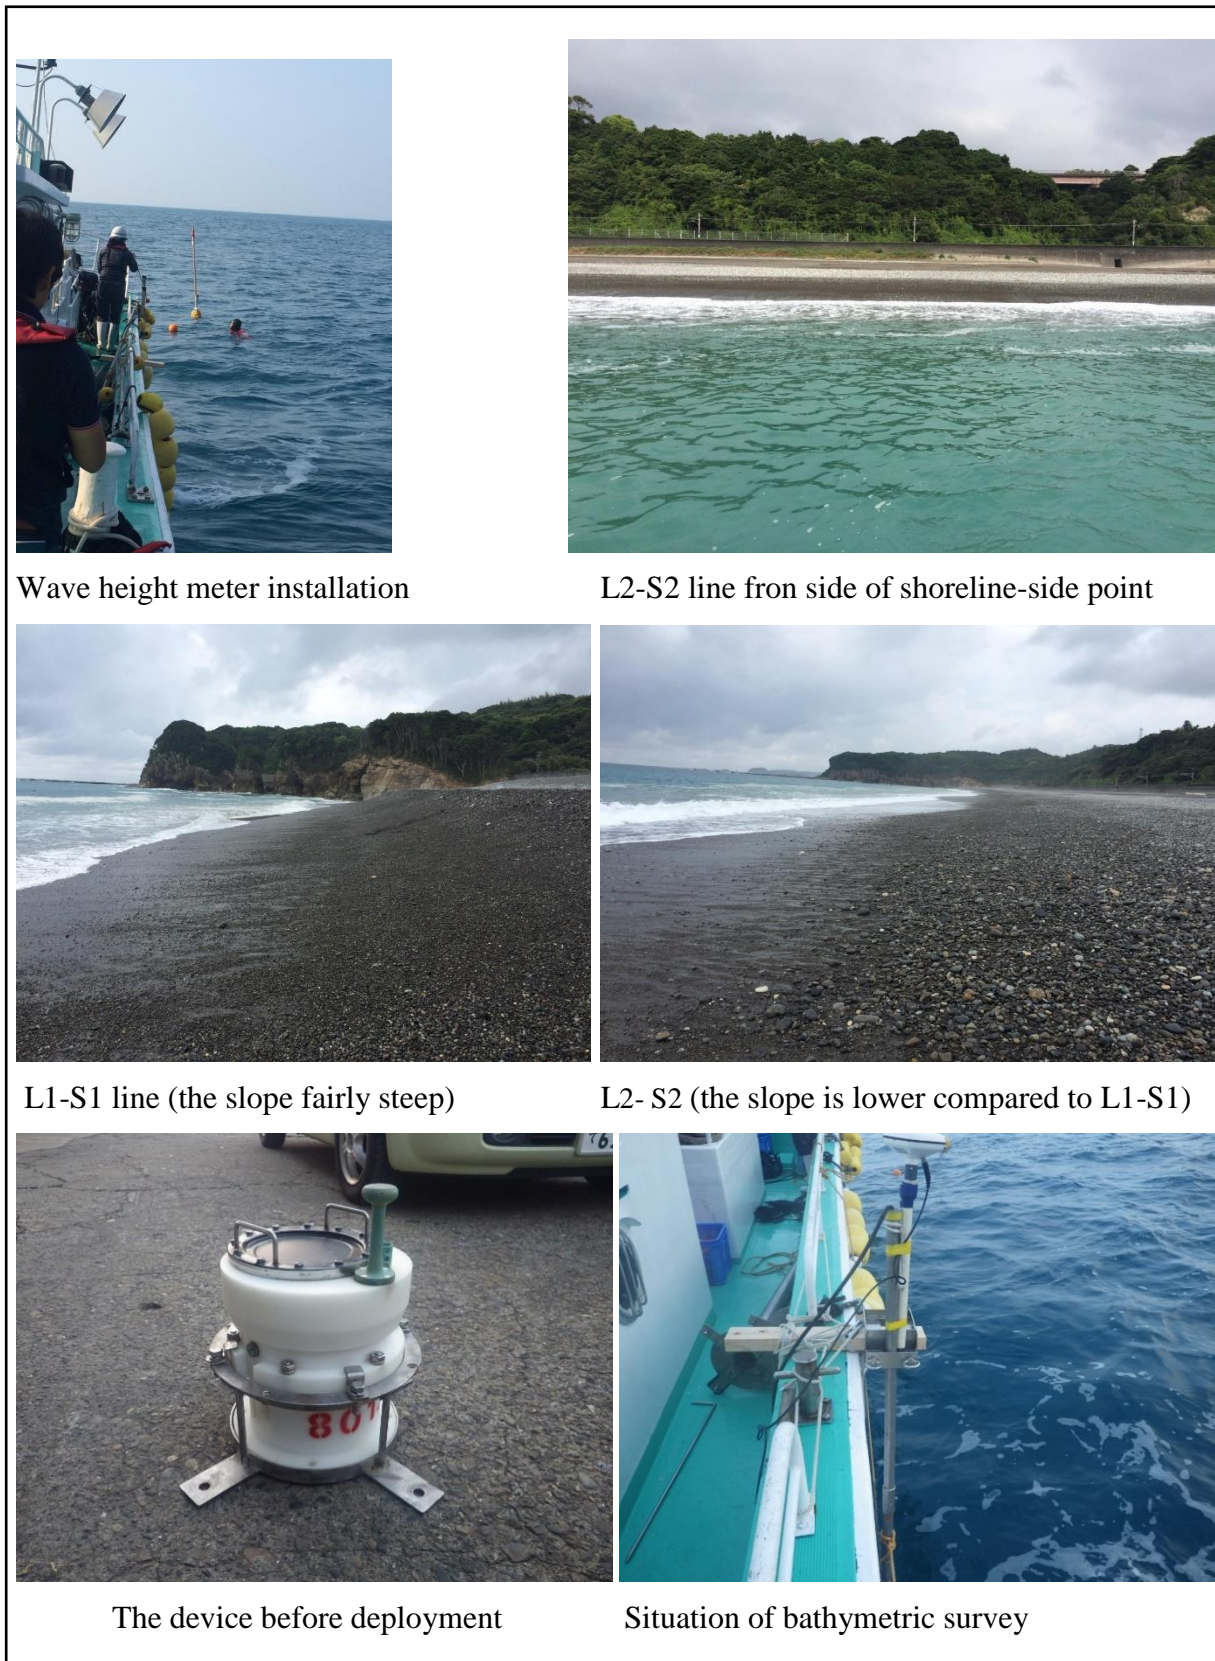 Wave height meter installation
L2-S2 line fron side of shoreline-side point
L1-S1 line (the slope fairly steep)
L2- S2 (the slope is lower compared to L1-S1)
6
80
The device before deployment
Situation of bathymetric survey